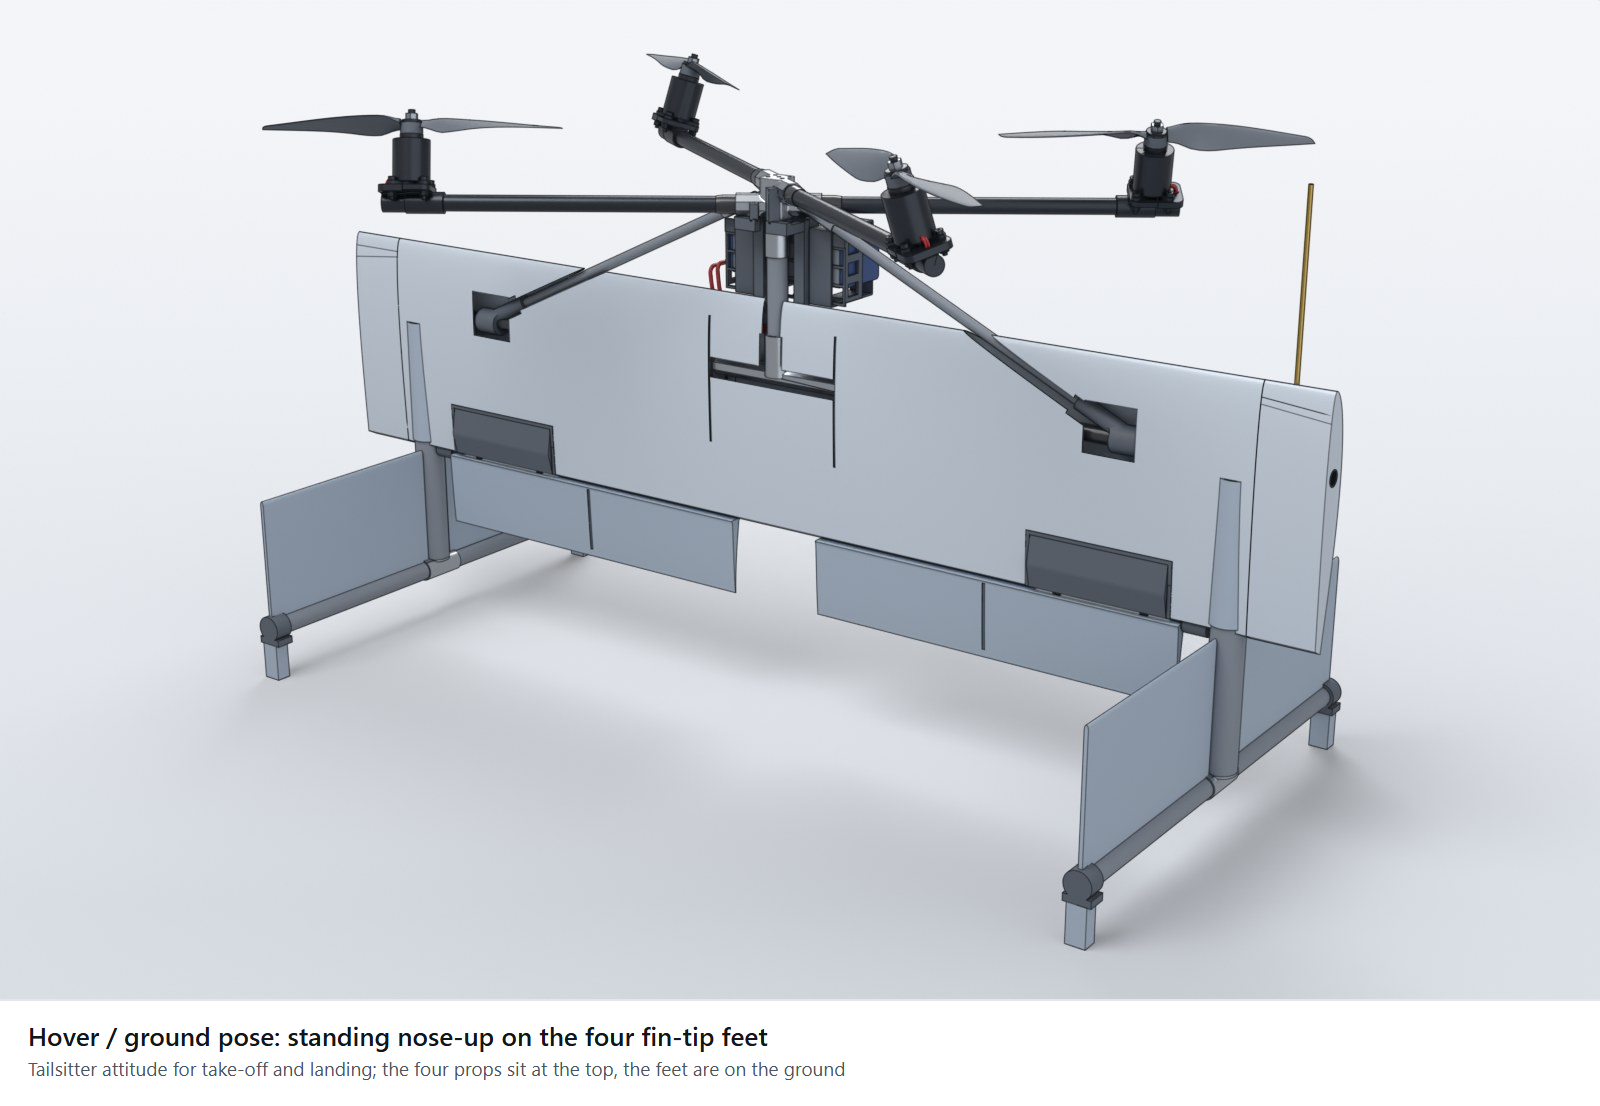 Hover / ground pose: standing nose-up on the four fin-tip feet
Tailsitter attitude for take-off and landing; the four props sit at the top, the feet are on the ground